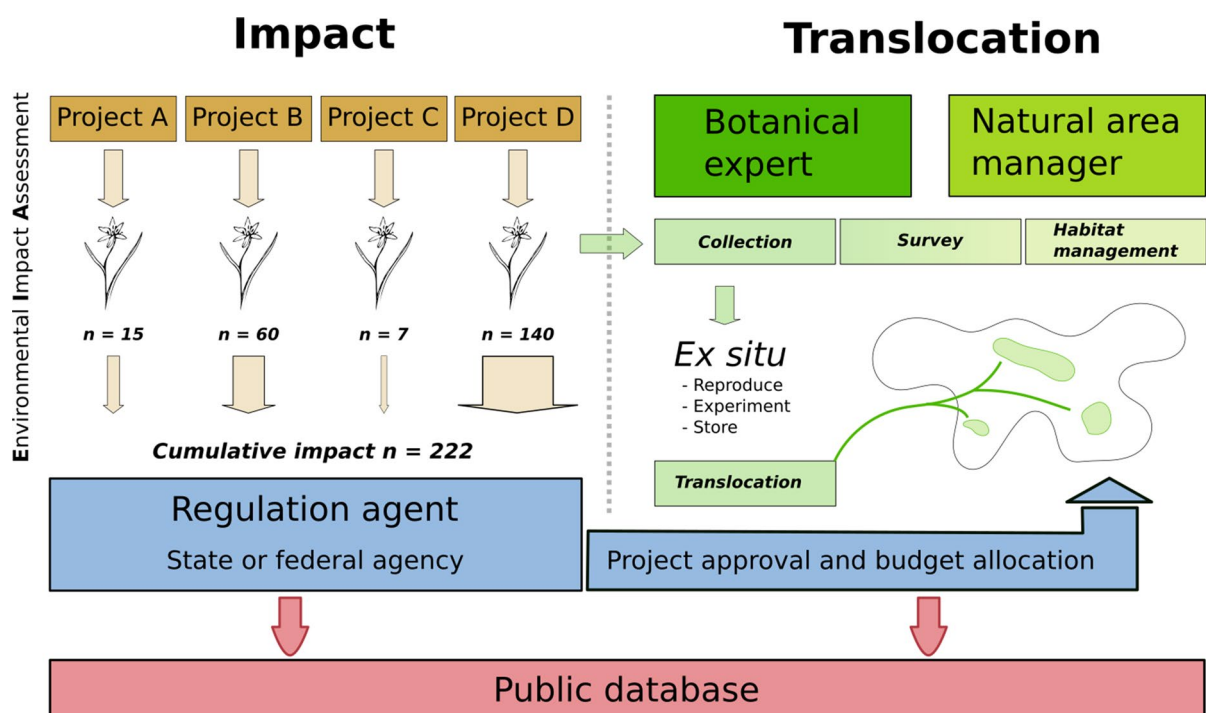 Impact
Translocation
Environmental Impact Assessment
Project A
Project B
Project C
Project D
n = 15
n = 60
n = 7
n = 140
Cumulative impact n = 222
Regulation agent
State or federal agency
Botanical
expert
Natural area
manager
Collection
Survey
Habitat
management
Ex situ
- Reproduce
- Experiment
- Store
Translocation
Project approval and budget allocation
Public database